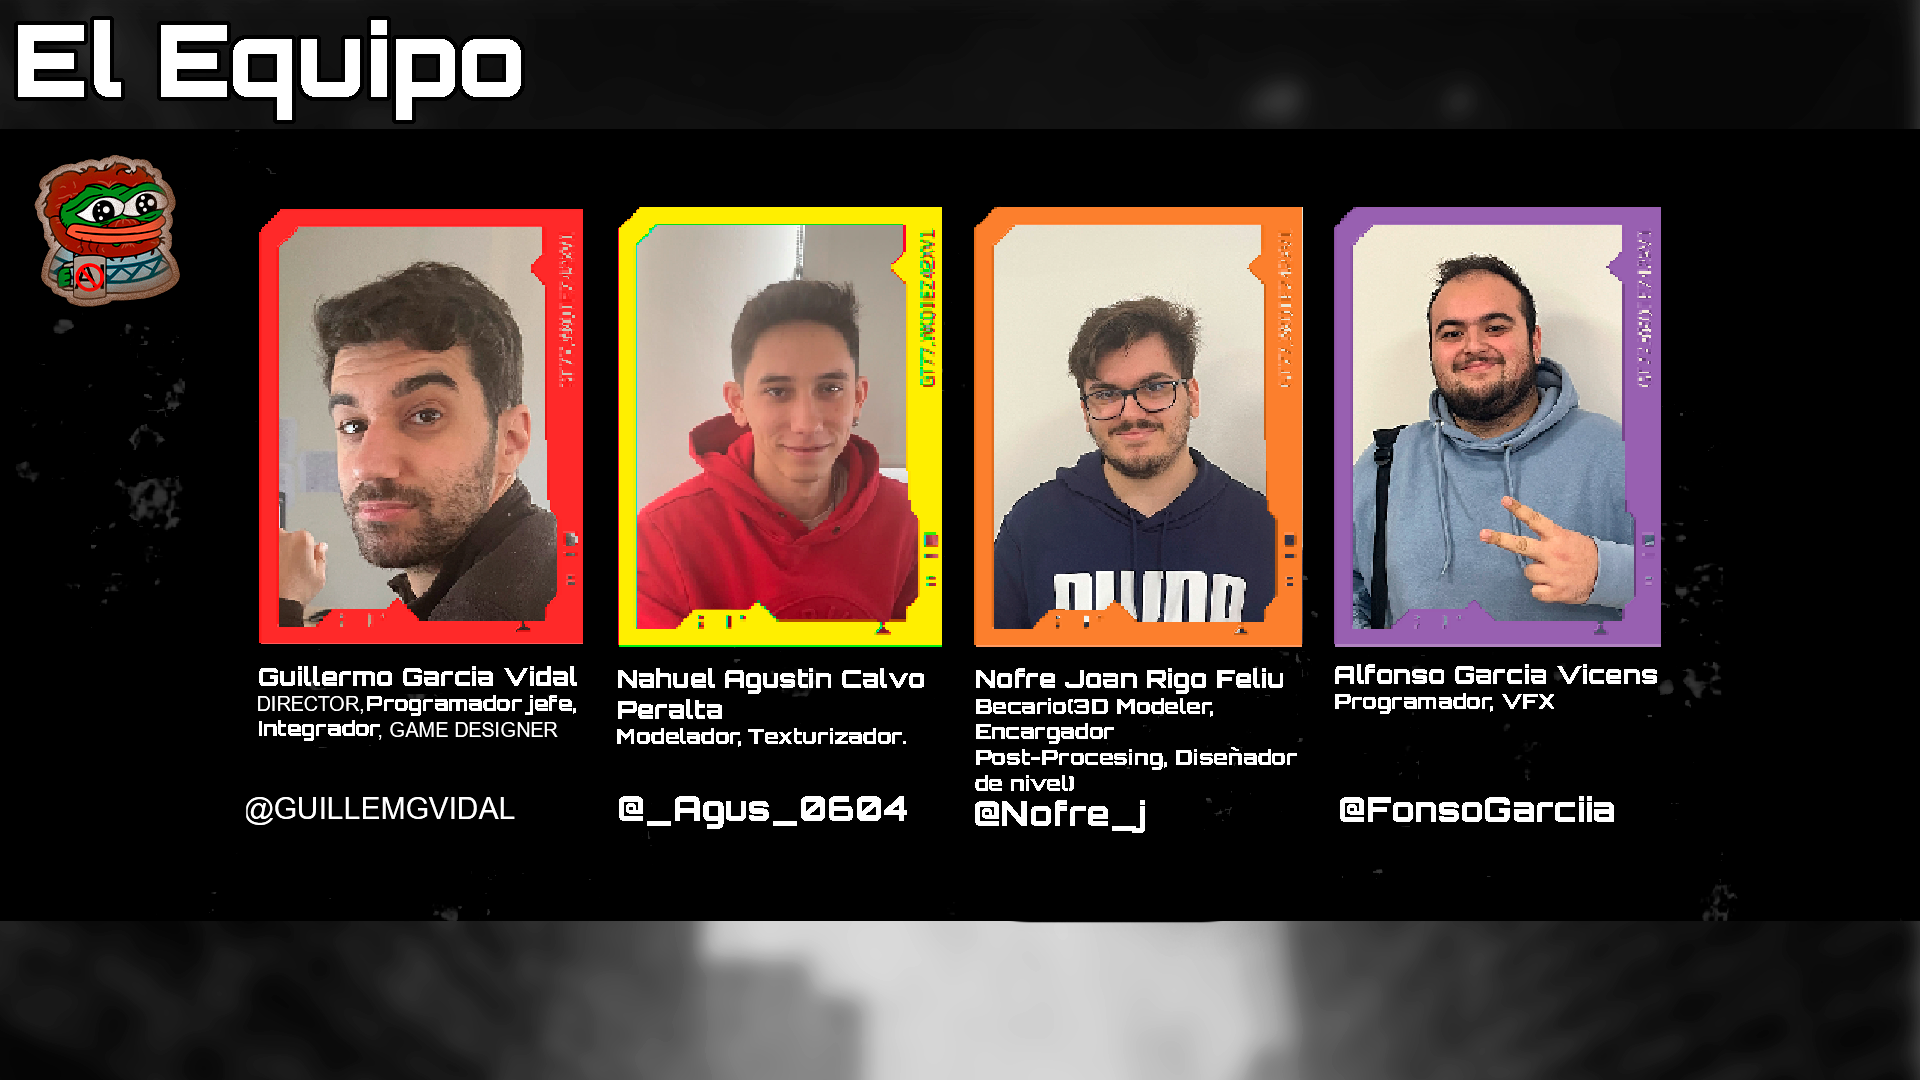 El Equipo
Guillermo Garcia Vidal
DIRECTOR, Programador jefe,
Integrador, GAME DESIGNER
@GUILLEMGVIDAL
Nahuel Agustin Calvo
Peralta
Modelador, Texturizador.
@_Agus_0604
Nofre Joan Rigo Feliu
Becario(3D Modeler,
Encargador
Post-Procesing, Diseñador
de nivel)
@Nofre_j
Alfonso Garcia Vicens
Programador, VFX
@FonsoGarciia